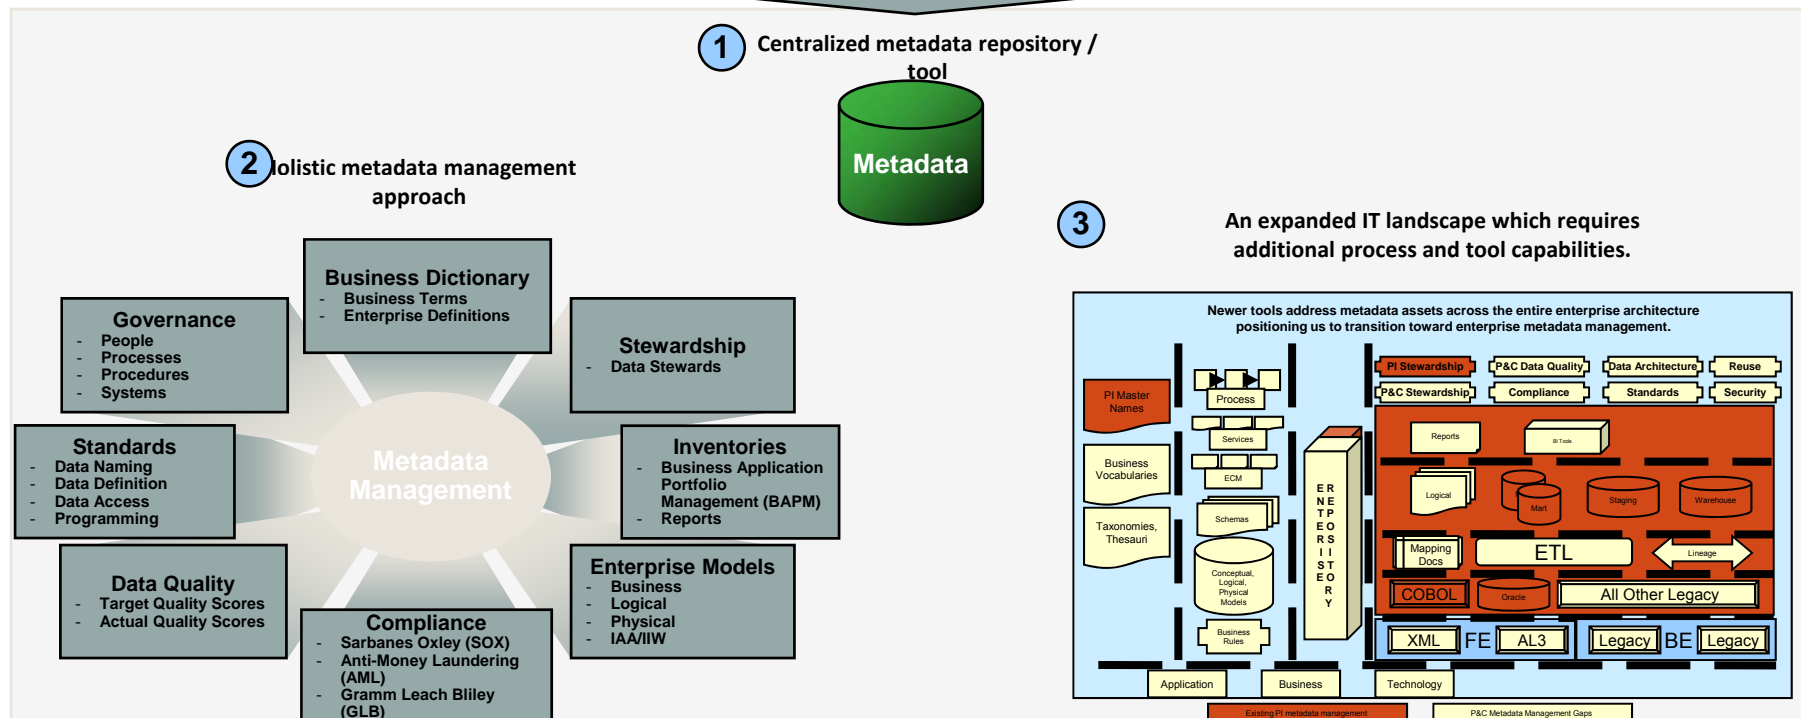 1
Centralized metadata repository /
tool
Metadata
2
olistic metadata management
approach
Business Dictionary
- Business Terms
- Enterprise Definitions
Governance
- People
- Processes
- Procedures
- Systems
Stewardship
- Data Stewards
Standards
- Data Naming
- Data Definition
- Data Access
- Programming
Metadata
Management
Inventories
- Business Application
Portfolio
Management (BAPM)
- Reports
Data Quality
- Target Quality Scores
- Actual Quality Scores
Enterprise Models
- Business
- Logical
- Physical
- IAA/IIW
Compliance
- Sarbanes Oxley (SOX)
- Anti-Money Laundering
(AML)
- Gramm Leach Bliley
(GLB)
3
An expanded IT landscape which requires
additional process and tool capabilities.
Newer tools address metadata assets across the entire enterprise architecture
positioning us to transition toward enterprise metadata management.
PI Master
Names
Business
Vocabularies
Taxonomies,
Thesauri
Process
Services
ECM
Schemas
Conceptual,
Logical,
Physical
Models
Business
Rules
ENTERISE
REPOSITORY
PI Stewardship
P&C Data Quality
Data Architecture
Reuse
P&C Stewardship
Compliance
Standards
Security
Reports
BI Tools
Logical
Mart
Staging
Warehouse
Mapping
Docs
ETL
Lineage
COBOL
Oracle
All Other Legacy
XML
FE
AL3
Legacy
BE
Legacy
Application
Business
Technology
Existing PI metadata management
P&C Metadata Management Gaps